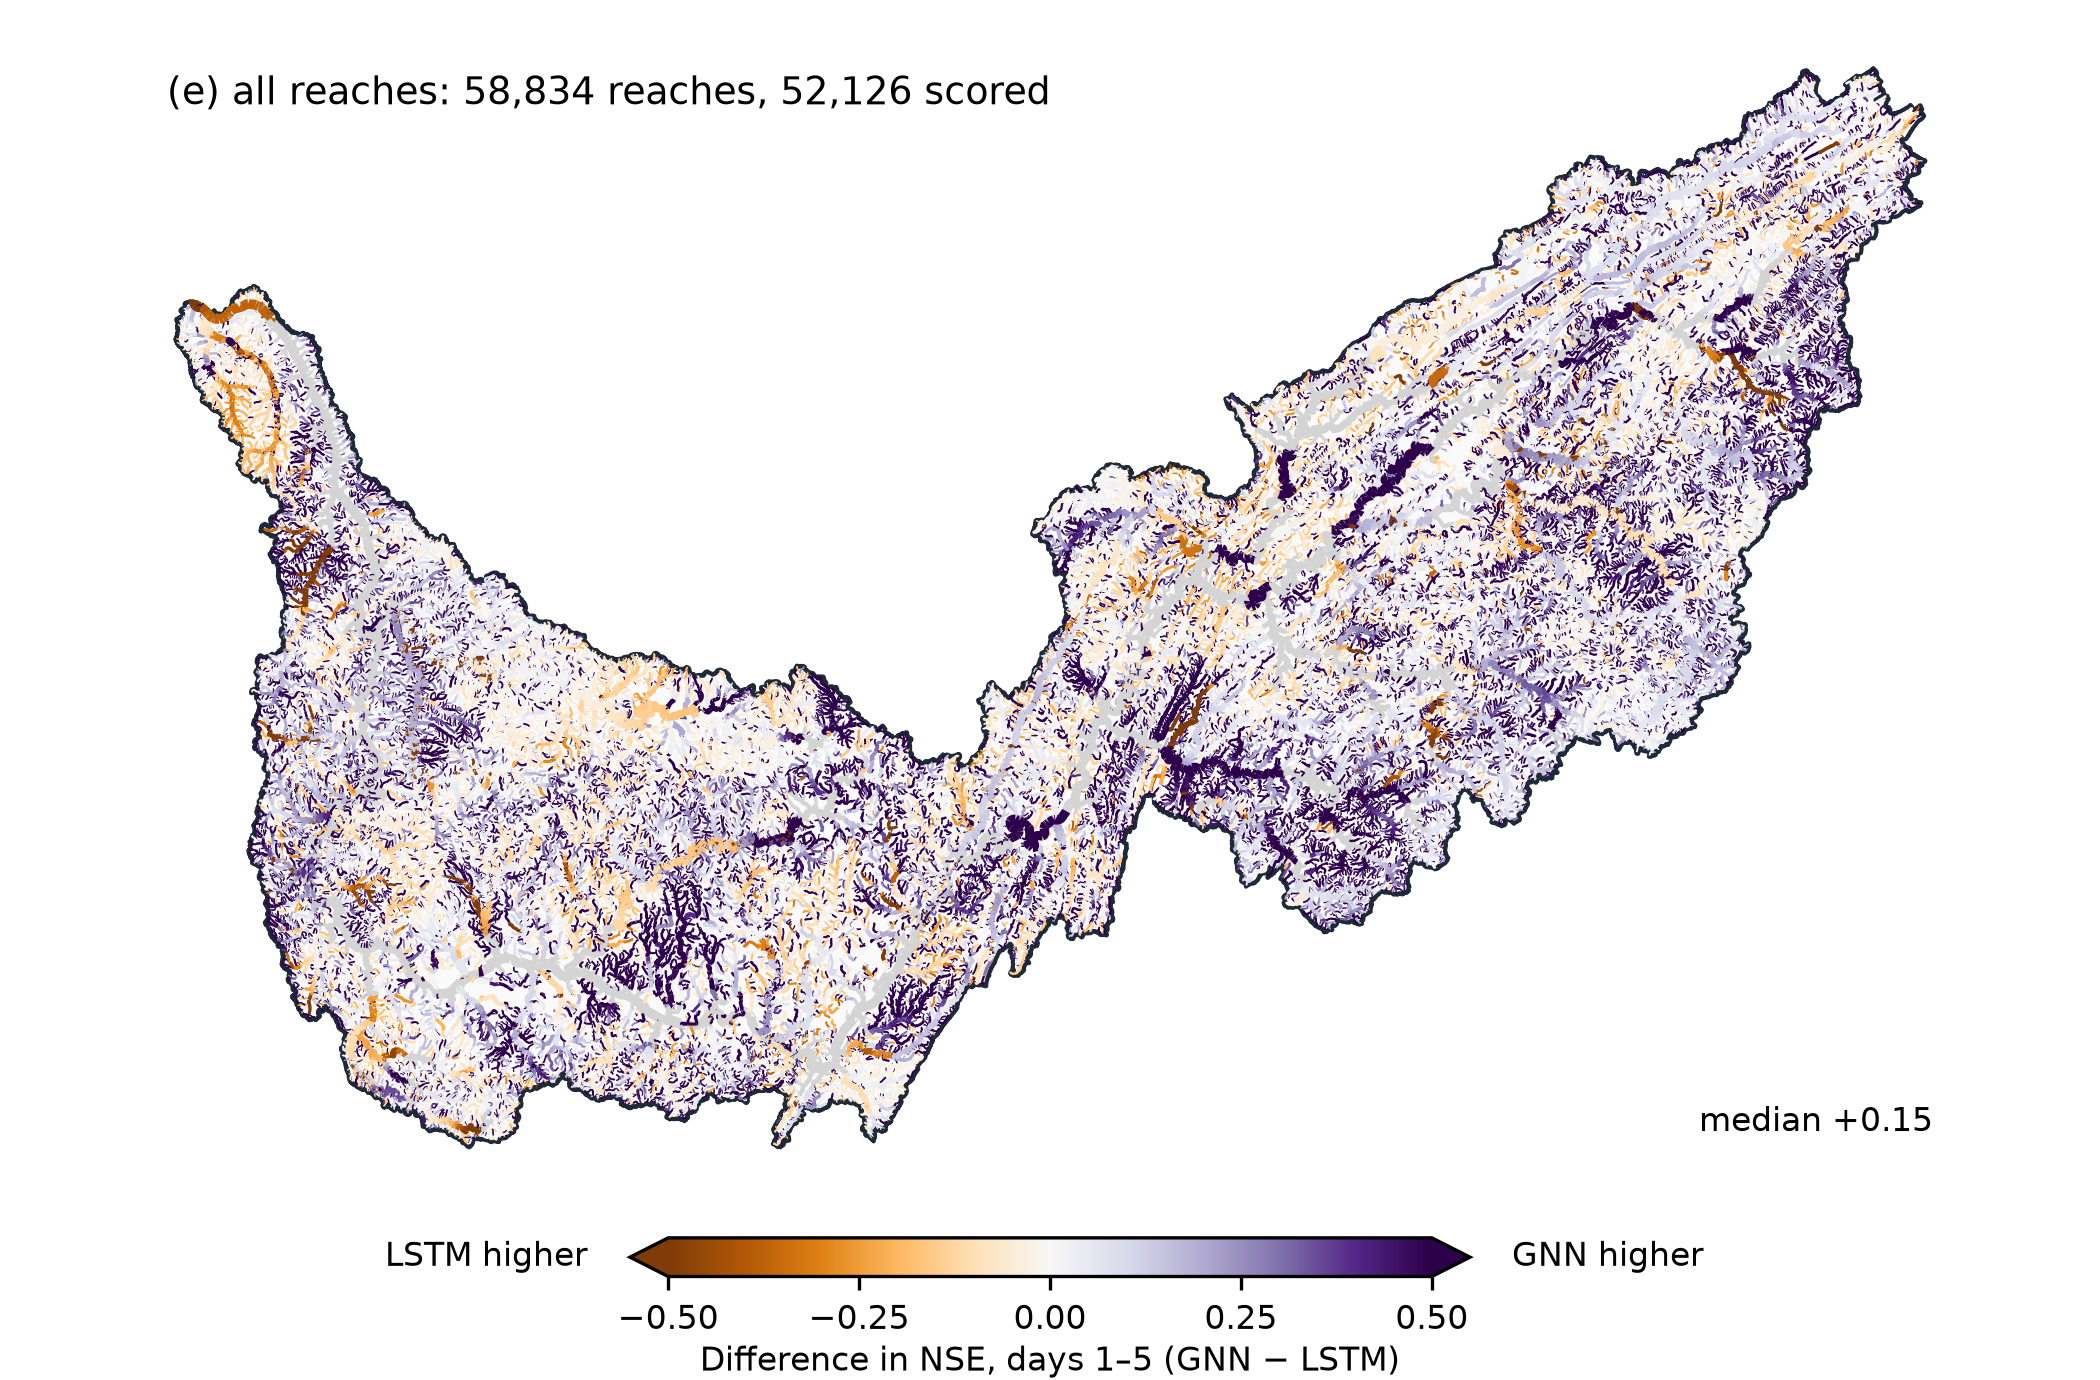 (e) all reaches: 58,834 reaches, 52,126 scored
median +0.15
LSTM higher
GNN higher
−0.50 −0.25 0.00 0.25 0.50
Difference in NSE, days 1–5 (GNN − LSTM)